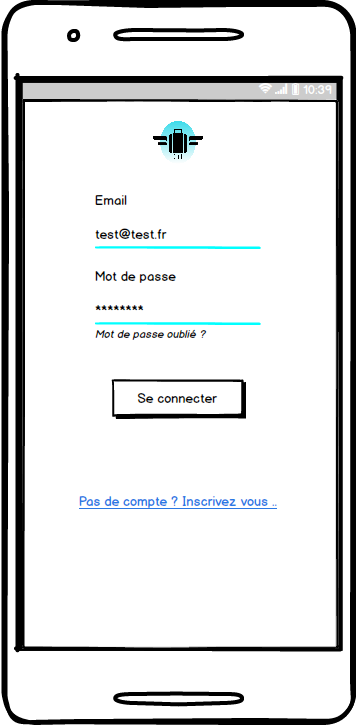 10:39
Email
test@test.fr
Mot de passe
********
Mot de passe oublié ?
Se connecter
Pas de compte ? Inscrivez vous ..